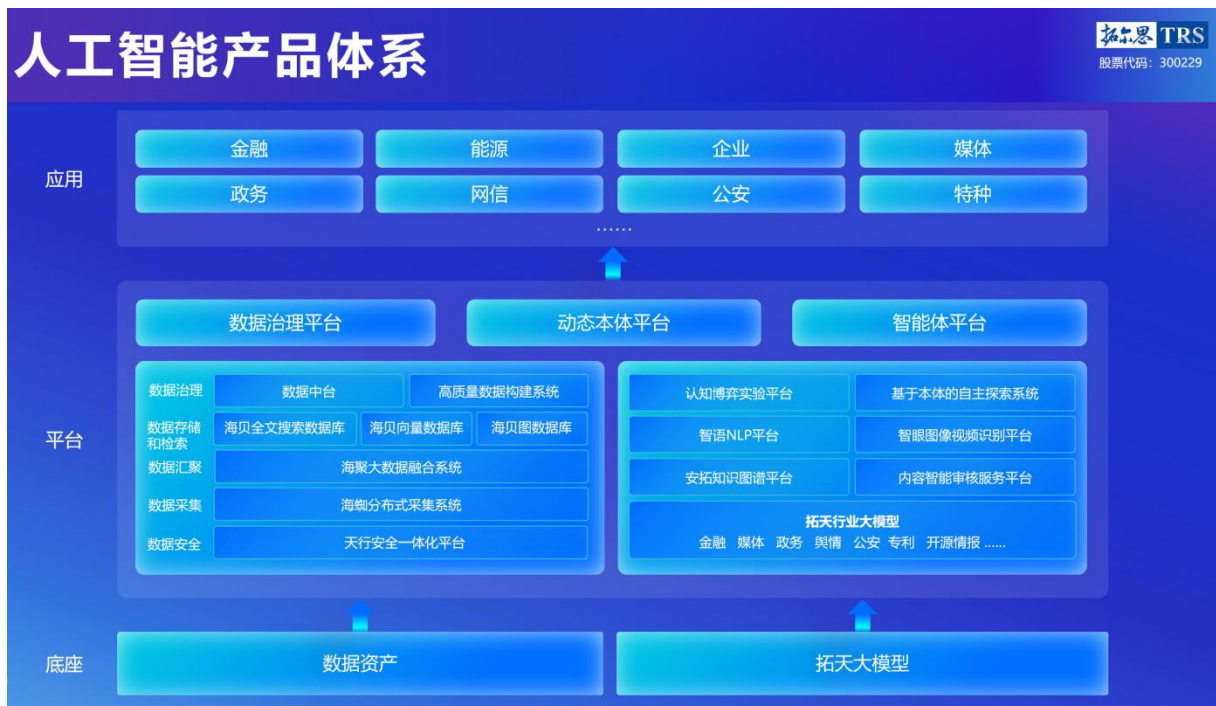 人工智能产品体系
拓尔思 TRS
股票代码：300229
应用
金融 能源 企业 媒体
政务 网信 公安 特种
......
平台
数据治理平台 动态本体平台 智能体平台
数据治理 数据中台 高质量数据构建系统
数据存储
和检索
海贝全文搜索数据库 海贝向量数据库 海贝图数据库
数据汇聚 海聚大数据融合系统
数据采集 海蜘分布式采集系统
数据安全 天行安全一体化平台
认知博弈实验平台 基于本体的自主探索系统
智语NLP平台 智眼图像视频识别平台
安拓知识图谱平台 内容智能审核服务平台
拓天行业大模型
金融 媒体 政务 舆情 公安 专利 开源情报 ......
底座
数据资产 拓天大模型